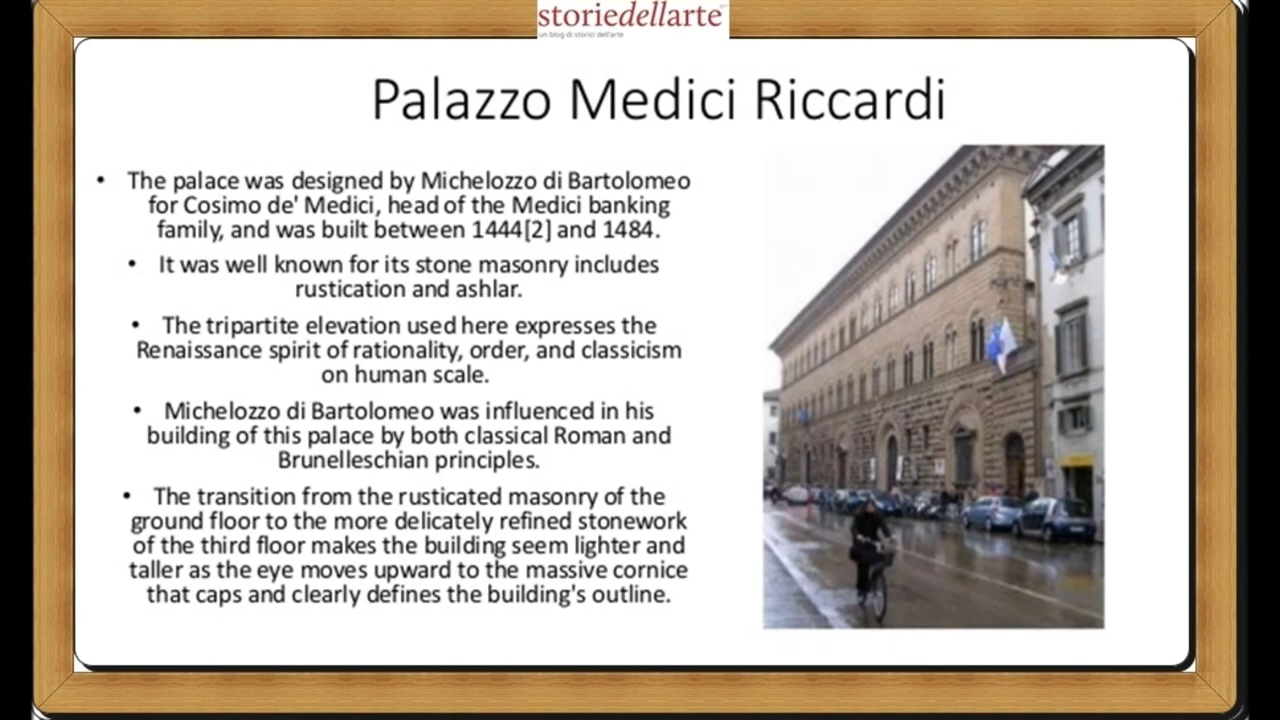 storiedellarte
un blog di storici dell'arte
Palazzo Medici Riccardi
• The palace was designed by Michelozzo di Bartolomeo
for Cosimo de' Medici, head of the Medici banking
family, and was built between 1444[2] and 1484.
• It was well known for its stone masonry includes
rustication and ashlar.
• The tripartite elevation used here expresses the
Renaissance spirit of rationality, order, and classicism
on human scale.
• Michelozzo di Bartolomeo was influenced in his
building of this palace by both classical Roman and
Brunelleschian principles.
• The transition from the rusticated masonry of the
ground floor to the more delicately refined stonework
of the third floor makes the building seem lighter and
taller as the eye moves upward to the massive cornice
that caps and clearly defines the building's outline.